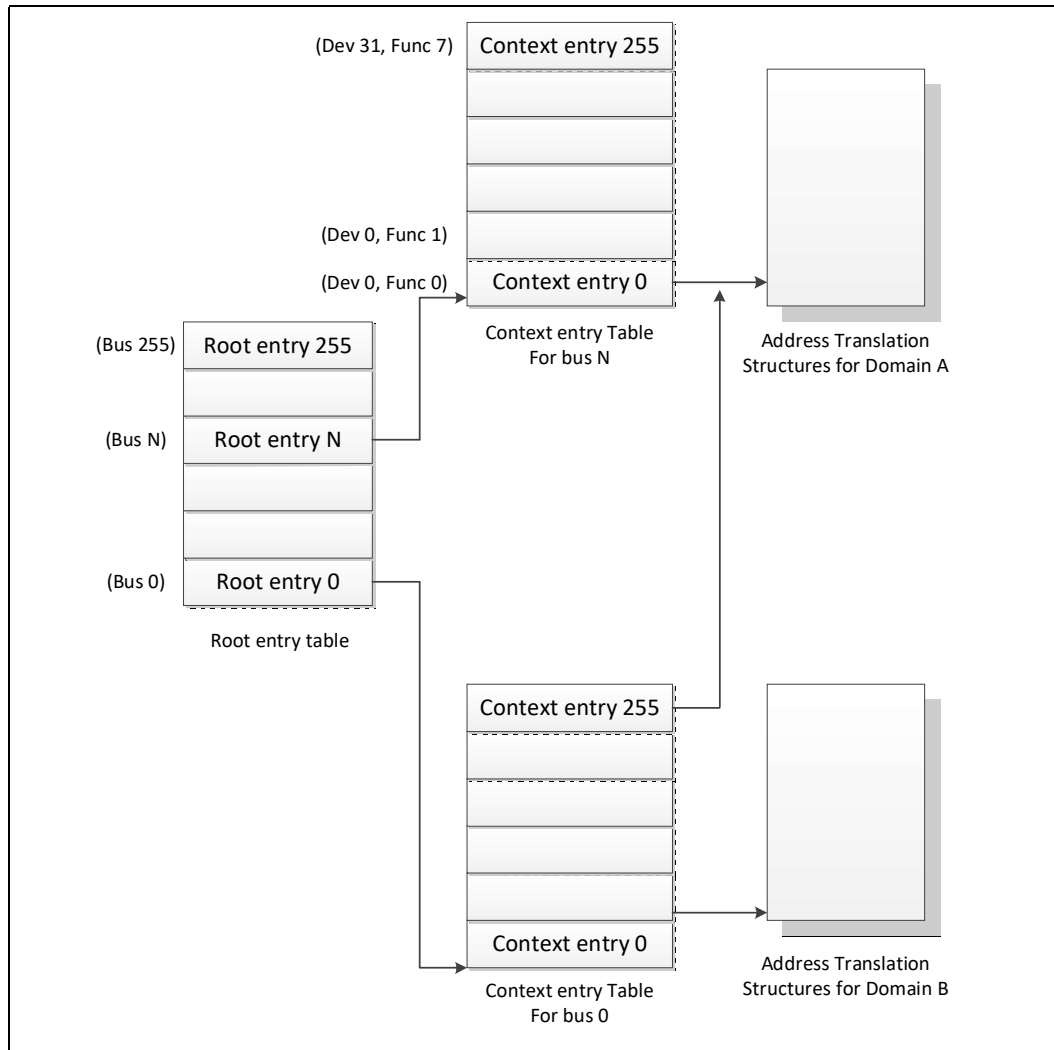 (Dev 31, Func 7)
Context entry 255
(Dev 0, Func 1)
(Dev 0, Func 0)
Context entry 0
Context entry Table
For bus N
Address Translation
Structures for Domain A
(Bus 255)
Root entry 255
(Bus N)
Root entry N
(Bus 0)
Root entry 0
Root entry table
Context entry 255
Context entry 0
Context entry Table
For bus 0
Address Translation
Structures for Domain B